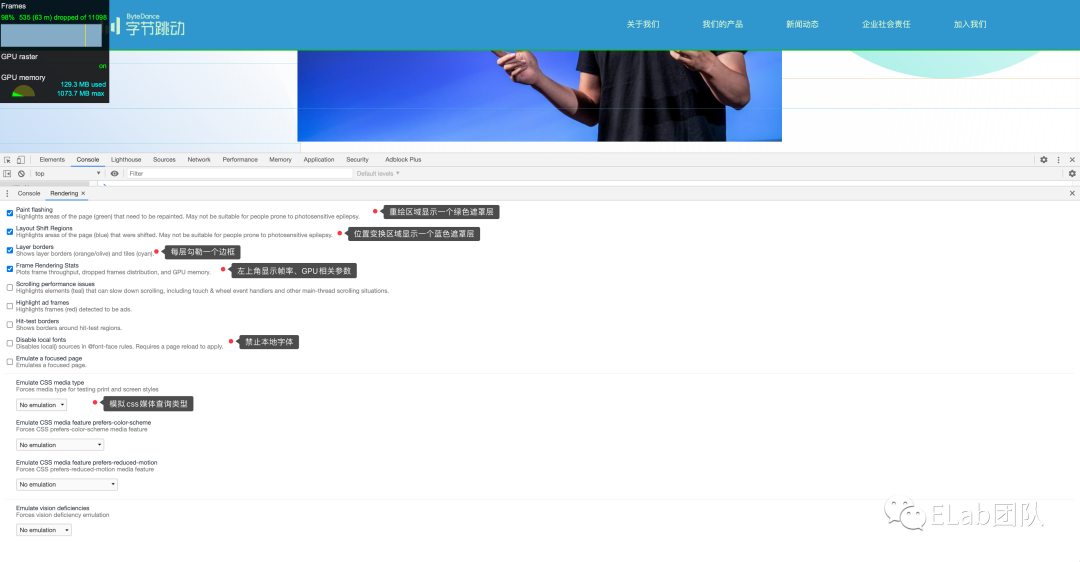 Frames
98% 535 (63 m) dropped of 11098
GPU raster
on
GPU memory
129.3 MB used
1073.7 MB max
ByteDance
字节跳动
关于我们 我们的产品 新闻动态 企业社会责任 加入我们
Elements Console Lighthouse Sources Network Performance Memory Application Security Adblock Plus
top Filter Default levels
Console Rendering
Paint flashing
Highlights areas of the page (green) that need to be repainted. May not be suitable for people prone to photosensitive epilepsy.
重绘区域显示一个绿色遮罩层
Layout Shift Regions
Highlights areas of the page (blue) that were shifted. May not be suitable for people prone to photosensitive epilepsy.
位置变换区域显示一个蓝色遮罩层
Layer borders
Shows layer borders (orange/olive) and tiles (cyan).
每层勾勒一个边框
Frame Rendering Stats
Plots frame throughput, dropped frames distribution, and GPU memory.
左上角显示帧率、GPU相关参数
Scrolling performance issues
Highlights elements (teal) that can slow down scrolling, including touch & wheel event handlers and other main-thread scrolling situations.
Highlight ad frames
Highlights frames (red) detected to be ads.
Hit-test borders
Shows borders around hit-test regions.
Disable local fonts
Disables local() sources in @font-face rules. Requires a page reload to apply.
禁止本地字体
Emulate a focused page
Emulates a focused page.
Emulate CSS media type
Forces media type for testing print and screen styles
No emulation
模拟css媒体查询类型
Emulate CSS media feature prefers-color-scheme
Forces CSS prefers-color-scheme media feature
No emulation
Emulate CSS media feature prefers-reduced-motion
Forces CSS prefers-reduced-motion media feature
No emulation
Emulate vision deficiencies
Forces vision deficiency emulation
No emulation
ELab团队